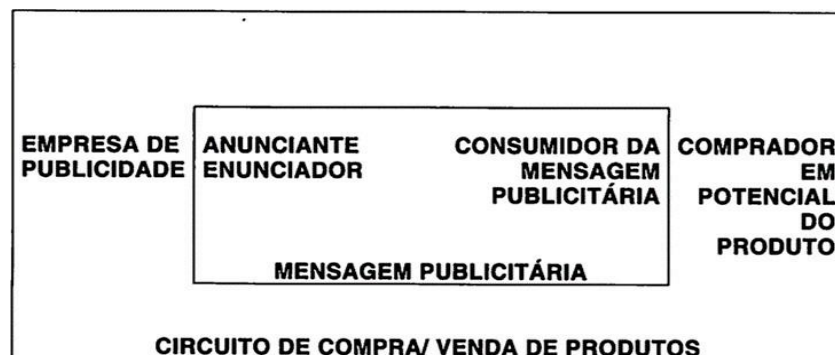 EMPRESA DE
PUBLICIDADE
ANUNCIANTE
ENUNCIADOR
CONSUMIDOR DA
MENSAGEM
PUBLICITÁRIA
COMPRADOR
EM
POTENCIAL
DO
PRODUTO
MENSAGEM PUBLICITÁRIA
CIRCUITO DE COMPRA/ VENDA DE PRODUTOS